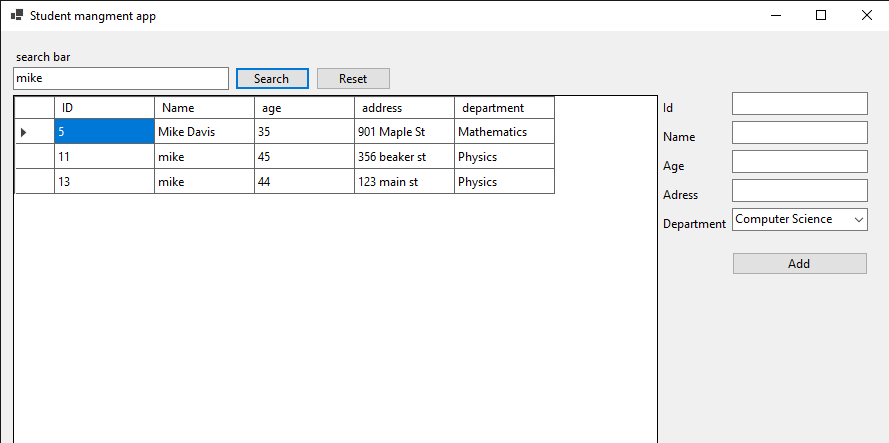 Student mangment app
search bar
mike Search Reset
ID Name age address department
5 Mike Davis 35 901 Maple St Mathematics
11 mike 45 356 beaker st Physics
13 mike 44 123 main st Physics
Id
Name
Age
Adress
Department Computer Science
Add